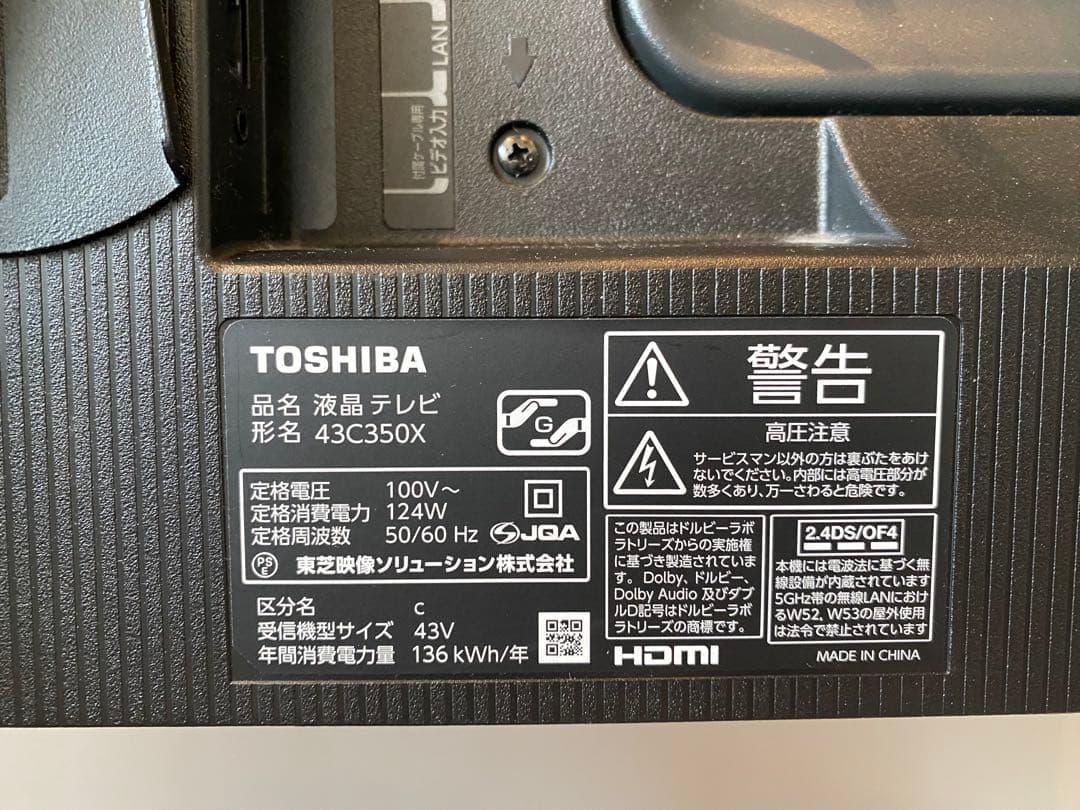 LAN
ビデオ入力
付属ケーブル専用
TOSHIBA
品名 液晶テレビ
形名 43C350X
G
定格電圧 100V～
定格消費電力 124W
定格周波数 50/60 Hz
JQA
PS
E
東芝映像ソリューション株式会社
区分名 C
受信機型サイズ 43V
年間消費電力量 136 kWh/年
警告
高圧注意
サービスマン以外の方は裏ぶたをあけ
ないでください。内部には高電圧部分が
数多くあり、万一さわると危険です。
この製品はドルビーラボ
ラトリーズからの実施権
に基づき製造されていま
す。Dolby、ドルビー、
Dolby Audio 及びダブ
ルD記号はドルビーラボ
ラトリーズの商標です。
HDMI
2.4DS/OF4
本機には電波法に基づく無
線設備が内蔵されています
5GHz帯の無線LANにおけ
るW52、W53の屋外使用
は法令で禁止されています
MADE IN CHINA